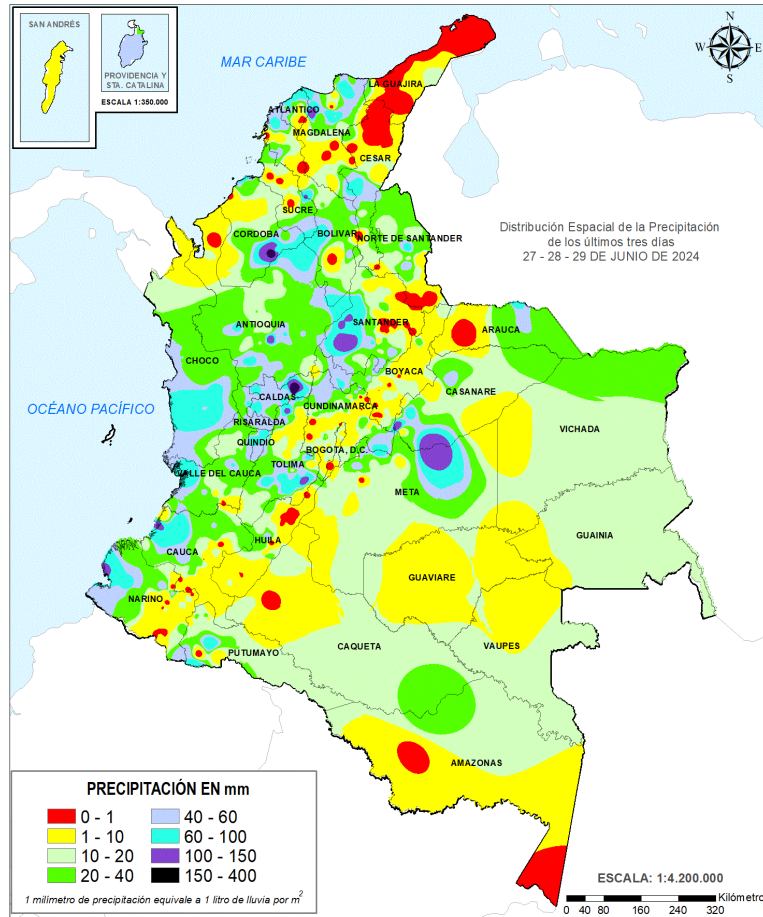 SAN ANDRÉS
PROVIDENCIA Y
STA. CATALINA
ESCALA 1:350.000
N
W
E
S
MAR CARIBE
LA GUAJIRA
ATLANTICO
MAGDALENA
CESAR
SUCRE
CORDOBA
BOLIVAR
NORTE DE SANTANDER
Distribución Espacial de la Precipitación
de los últimos tres días
27 - 28 - 29 DE JUNIO DE 2024
ANTIOQUIA
SANTANDER
ARAUCA
CHOCO
BOYACA
CASANARE
OCÉANO PACÍFICO
CALDAS
CUNDINAMARCA
RISARALDA
VICHADA
QUINDIO
BOGOTA, D.C.
TOLIMA
VALLE DEL CAUCA
META
GUAINIA
CAUCA
HUILA
GUAVIARE
NARINO
CAQUETA
VAUPES
PUTUMAYO
AMAZONAS
PRECIPITACIÓN EN mm
0 - 1
40 - 60
1 - 10
60 - 100
10 - 20
100 - 150
20 - 40
150 - 400
1 milímetro de precipitación equivale a 1 litro de lluvia por m2
ESCALA: 1:4.200.000
Kilómetro
0 40 80 160 240 320